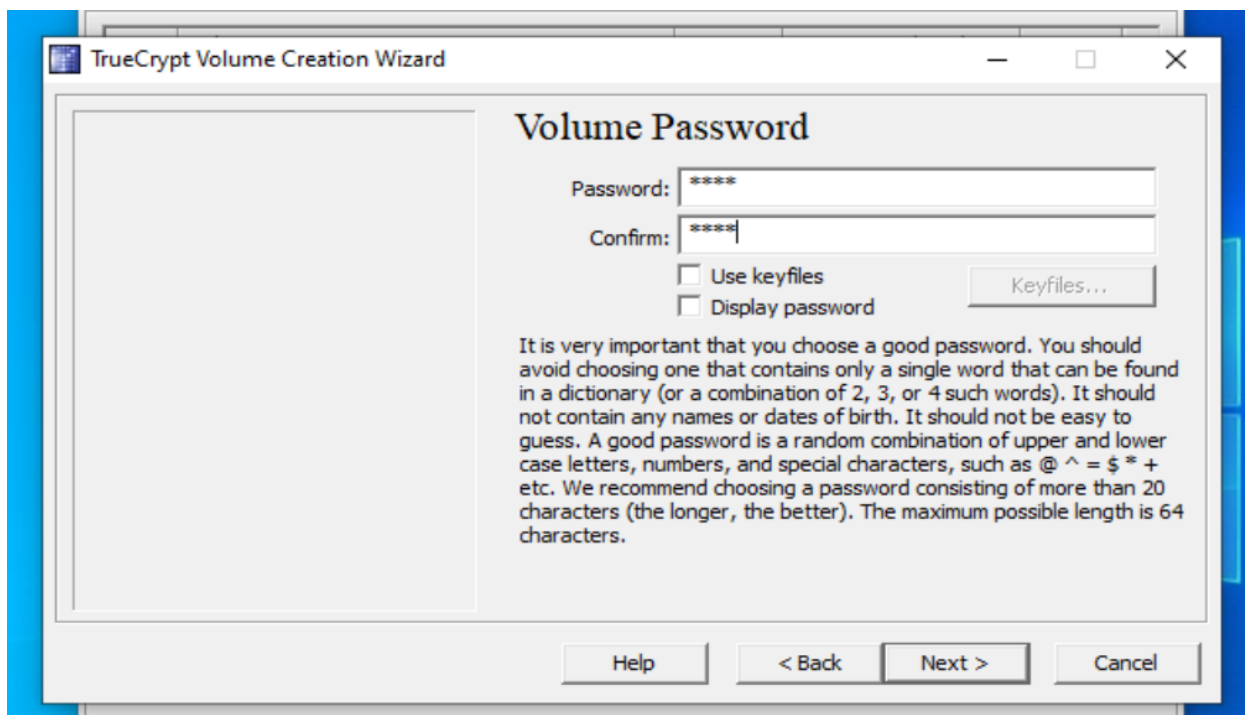 TrueCrypt Volume Creation Wizard
Volume Password
Password: ****
Confirm: ****
Use keyfiles
Keyfiles...
Display password
It is very important that you choose a good password. You should
avoid choosing one that contains only a single word that can be found
in a dictionary (or a combination of 2, 3, or 4 such words). It should
not contain any names or dates of birth. It should not be easy to
guess. A good password is a random combination of upper and lower
case letters, numbers, and special characters, such as @ ^ = $ * +
etc. We recommend choosing a password consisting of more than 20
characters (the longer, the better). The maximum possible length is 64
characters.
Help
< Back
Next >
Cancel